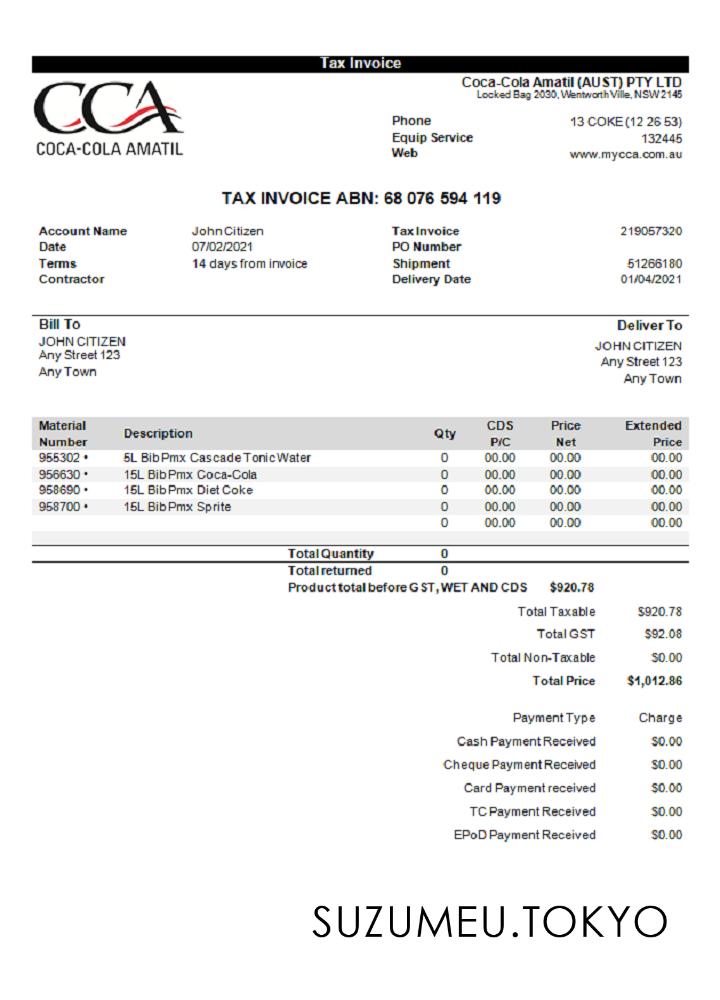 Tax Invoice
CCA
COCA-COLA AMATIL
Coca-Cola Amatil (AUST) PTY LTD
Locked Bag 2030, Wentworth Ville, NSW 2145
Phone 13 COKE (12 26 53)
Equip Service 132445
Web www.mycca.com.au
TAX INVOICE ABN: 68 076 594 119
Account Name John Citizen Tax Invoice 219057320
Date 07/02/2021 PO Number
Terms 14 days from invoice Shipment 51266180
Contractor Delivery Date 01/04/2021
Bill To Deliver To
JOHN CITIZEN JOHN CITIZEN
Any Street 123 Any Street 123
Any Town Any Town
Material Number Description Qty CDS P/C Price Net Extended Price
955302 • 5L Bib Pmx Cascade Tonic Water 0 00.00 00.00 00.00
956630 • 15L Bib Pmx Coca-Cola 0 00.00 00.00 00.00
958690 • 15L Bib Pmx Diet Coke 0 00.00 00.00 00.00
958700 • 15L Bib Pmx Sprite 0 00.00 00.00 00.00
0 00.00 00.00 00.00
Total Quantity 0
Total returned 0
Product total before GST, WET AND CDS $920.78
Total Taxable $920.78
Total GST $92.08
Total Non-Taxable $0.00
Total Price $1,012.86
Payment Type Charge
Cash Payment Received $0.00
Cheque Payment Received $0.00
Card Payment received $0.00
TC Payment Received $0.00
EPoD Payment Received $0.00
SUZUMEU.TOKYO